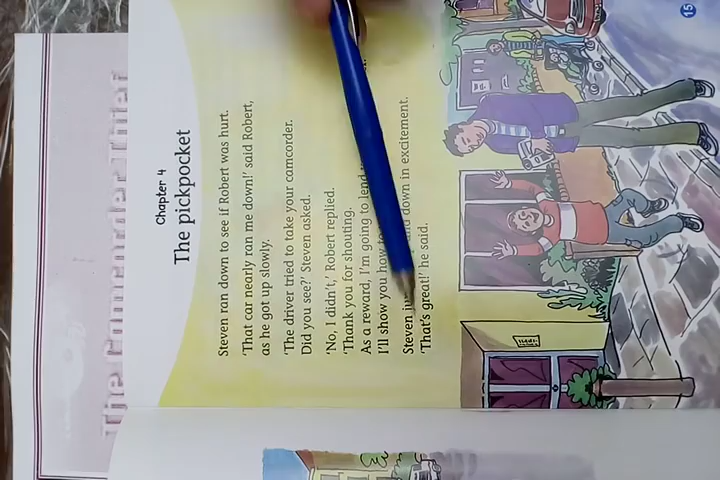 Chapter 4
The pickpocket
Steven ran down to see if Robert was hurt.
'That car nearly ran me down!' said Robert,
as he got up slowly.
'The driver tried to take your camcorder.
Did you see?' Steven asked.
'No, I didn't,' Robert replied.
'Thank you for shouting.
As a reward, I'm going to lend
I'll show you how
Steven down in excitement.
'That's great!' he said.
15
The Camcorder Thief